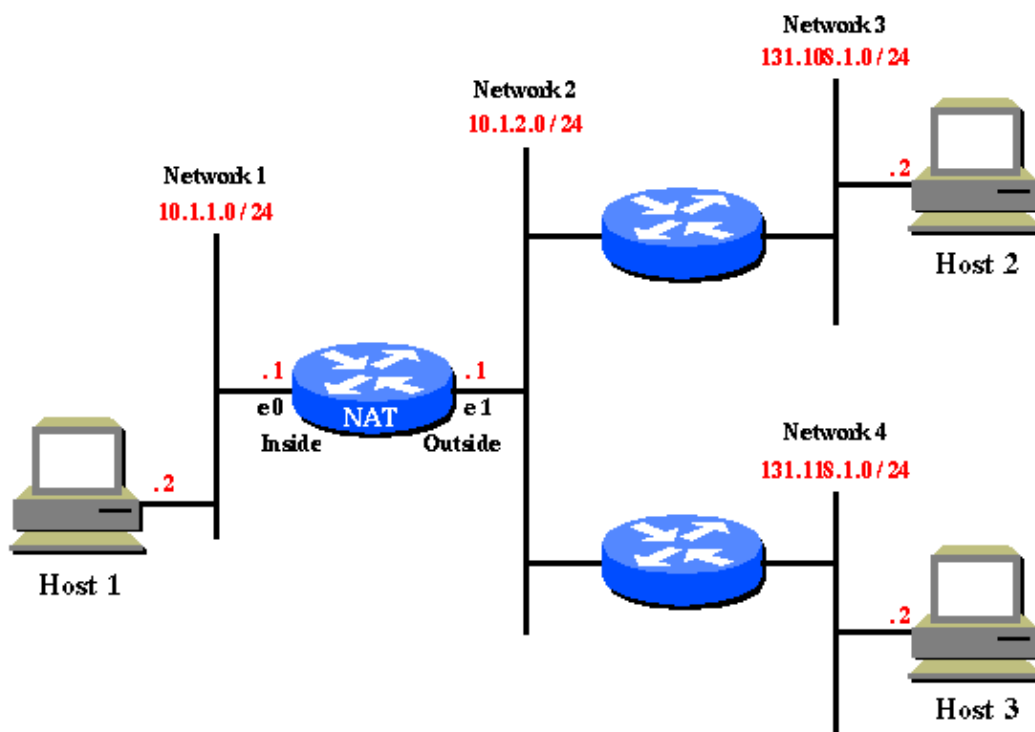 Network 3
131.108.1.0 / 24
Network 2
10.1.2.0 / 24
.2
Host 2
Network 1
10.1.1.0 / 24
.1
.1
e0
NAT
e1
Inside
Outside
.2
Host 1
Network 4
131.118.1.0 / 24
.2
Host 3